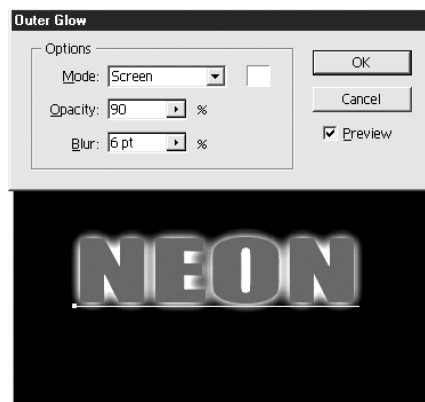 Outer Glow
Options
Mode: Screen
Opacity: 90 %
Blur: 6 pt %
OK
Cancel
Preview
NEON